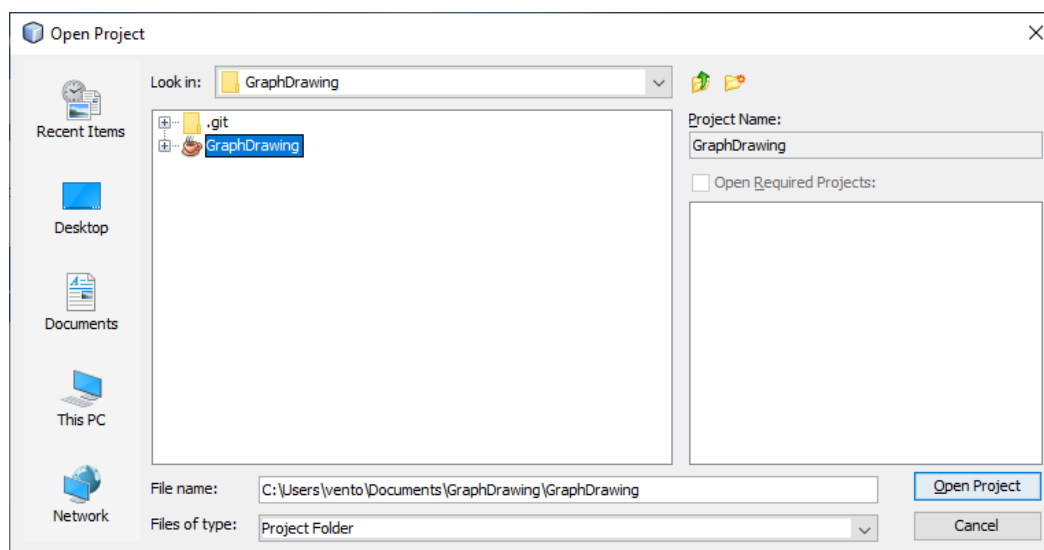 Open Project
Look in:
GraphDrawing
Recent Items
Desktop
Documents
This PC
Network
.git
GraphDrawing
Project Name:
GraphDrawing
Open Required Projects:
File name:
C:\Users\vento\Documents\GraphDrawing\GraphDrawing
Open Project
Files of type:
Project Folder
Cancel